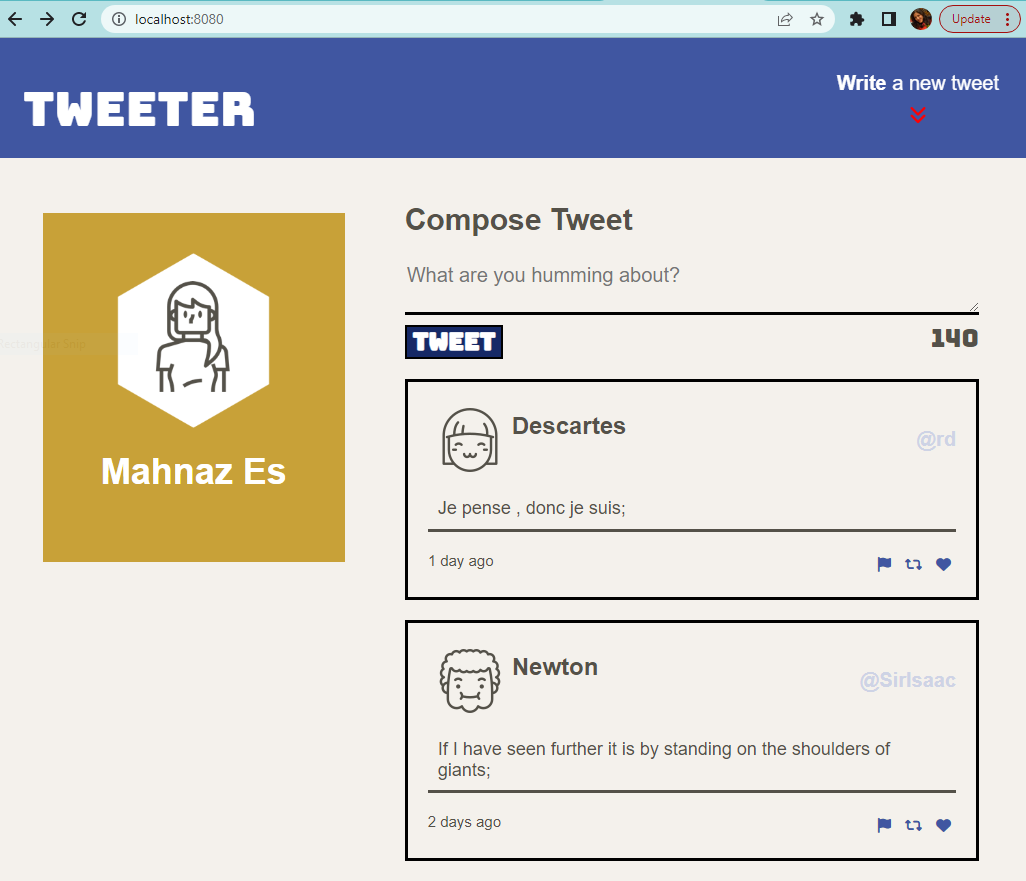 localhost:8080
Update
TWEETER
Write a new tweet
Mahnaz Es
Compose Tweet
What are you humming about?
TWEET
140
Descartes
@rd
Je pense , donc je suis;
1 day ago
Newton
@SirIsaac
If I have seen further it is by standing on the shoulders of
giants;
2 days ago